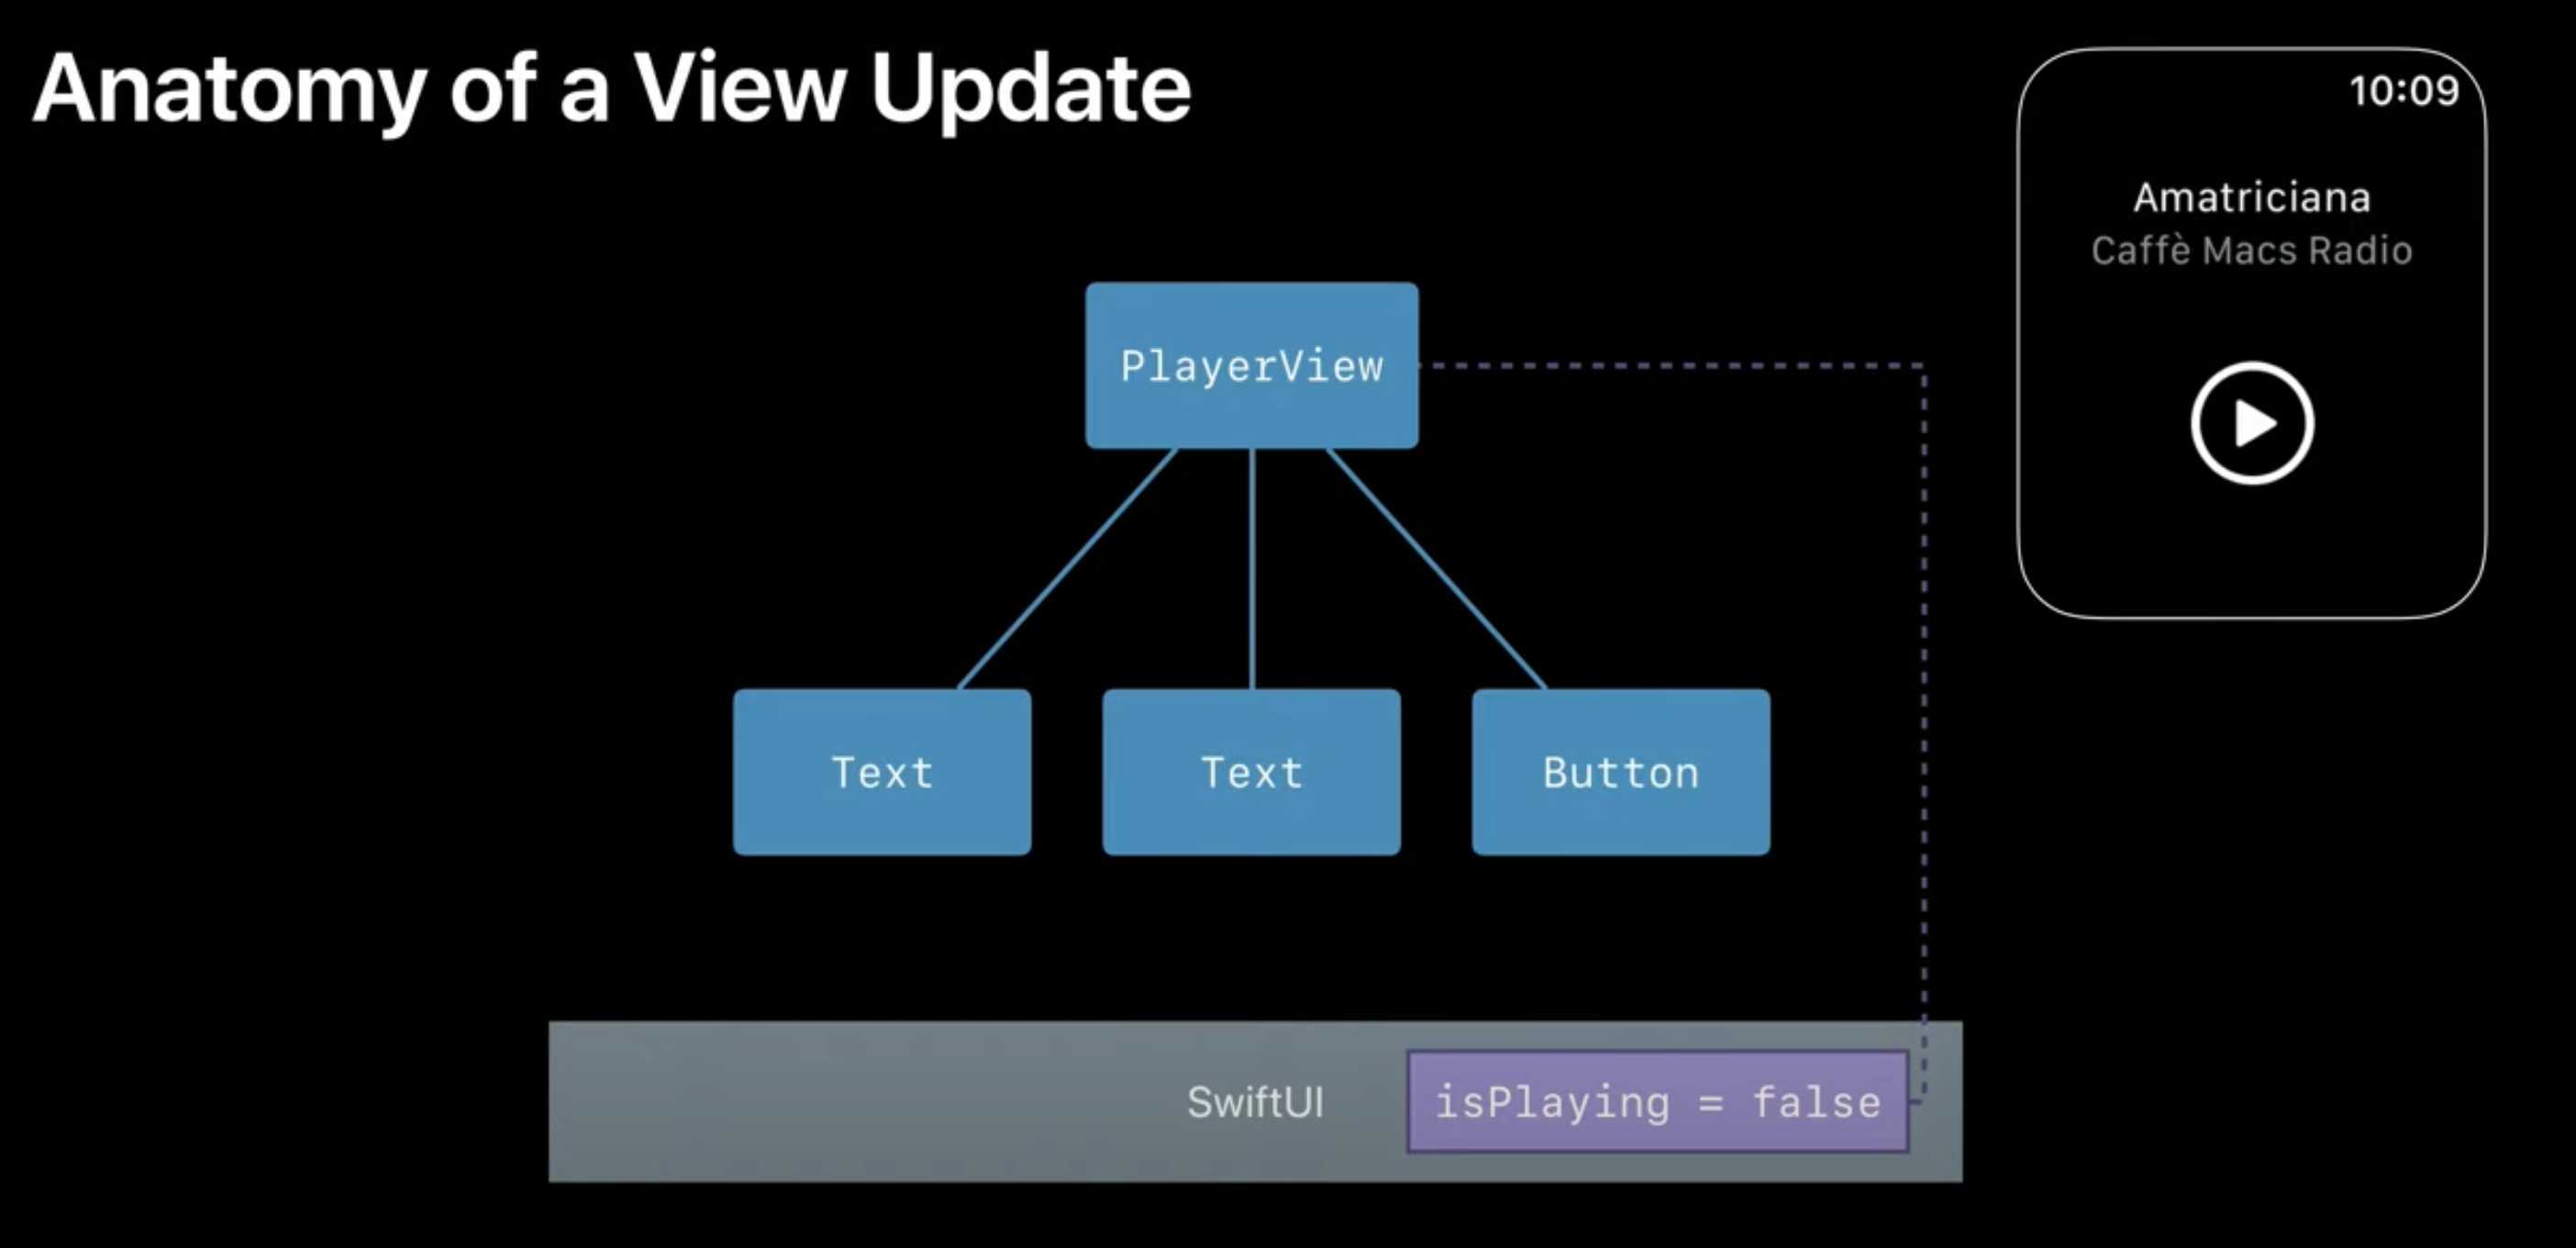 Anatomy of a View Update
10:09
Amatriciana
Caffè Macs Radio
PlayerView
Text
Text
Button
SwiftUI
isPlaying = false